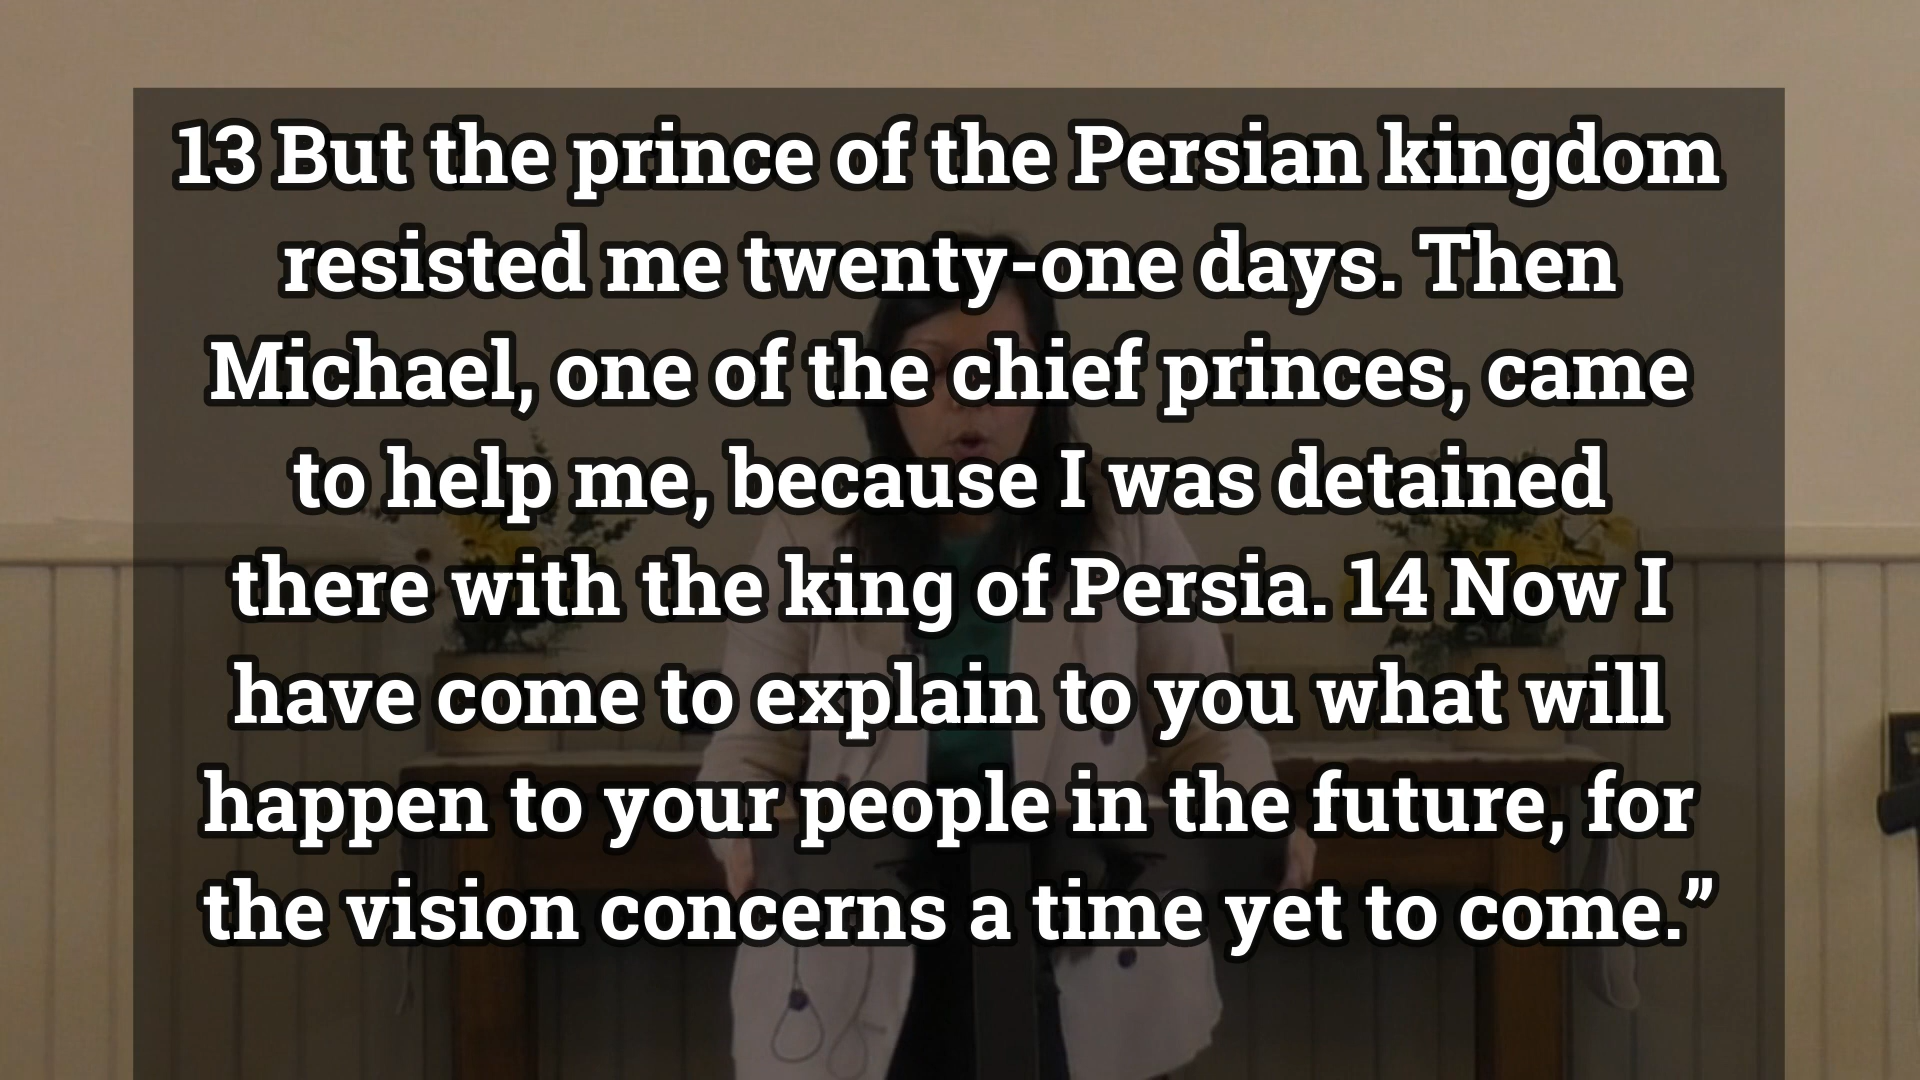 13 But the prince of the Persian kingdom
resisted me twenty-one days. Then
Michael, one of the chief princes, came
to help me, because I was detained
there with the king of Persia. 14 Now I
have come to explain to you what will
happen to your people in the future, for
the vision concerns a time yet to come.”